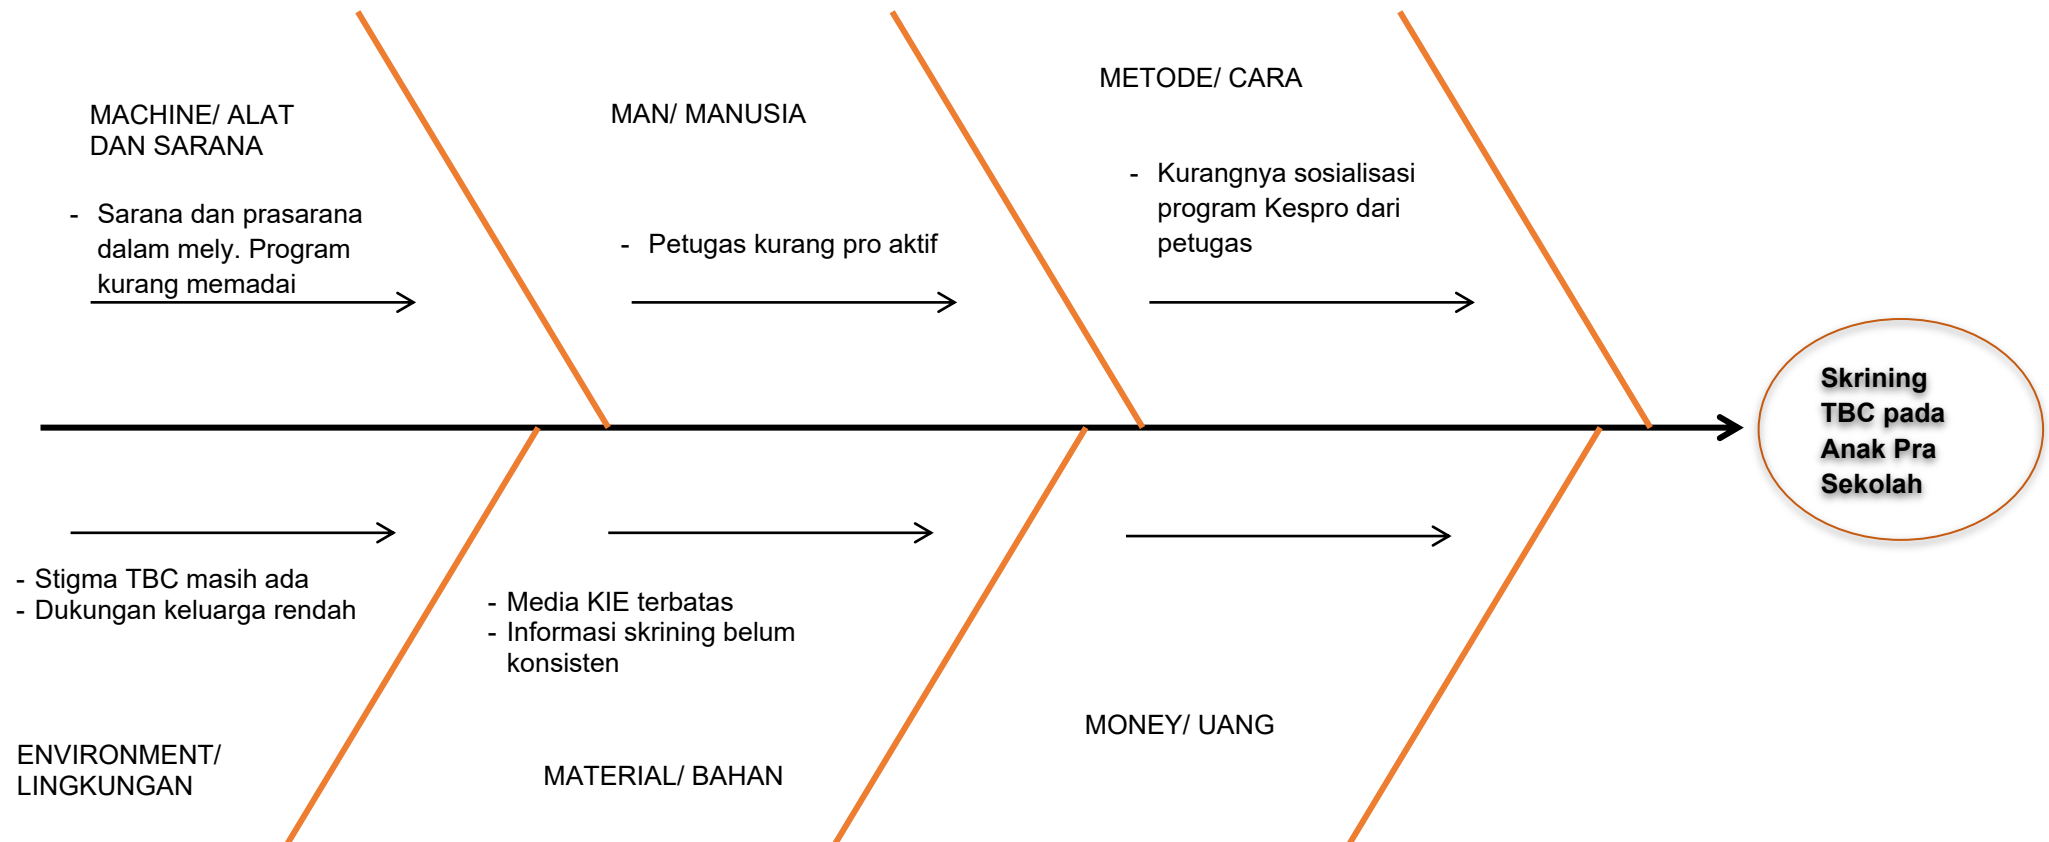 MACHINE/ ALAT
DAN SARANA
- Sarana dan prasarana
dalam mely. Program
kurang memadai
MAN/ MANUSIA
- Petugas kurang pro aktif
METODE/ CARA
- Kurangnya sosialisasi
program Kespro dari
petugas
Skrining
TBC pada
Anak Pra
Sekolah
- Stigma TBC masih ada
- Dukungan keluarga rendah
ENVIRONMENT/
LINGKUNGAN
- Media KIE terbatas
- Informasi skrining belum
konsisten
MATERIAL/ BAHAN
MONEY/ UANG